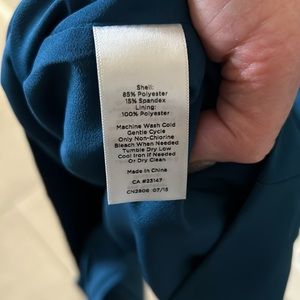 Shell:
85% Polyester
15% Spandex
Lining:
100% Polyester
Machine Wash Cold
Gentle Cycle
Only Non-Chlorine
Bleach When Needed
Tumble Dry Low
Cool Iron If Needed
Or Dry Clean
Made In China
CA #23147
CN2806 07/15